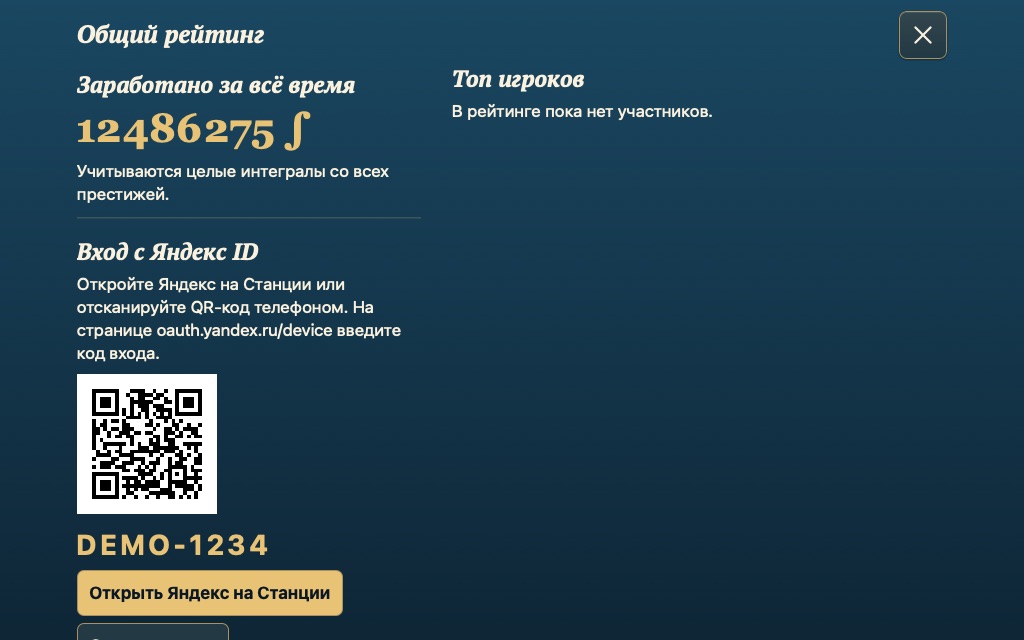 Общий рейтинг
Заработано за всё время
12486275 ∫
Учитываются целые интегралы со всех
престижей.
Вход с Яндекс ID
Откройте Яндекс на Станции или
отсканируйте QR-код телефоном. На
странице oauth.yandex.ru/device введите
код входа.
DEMO-1234
Открыть Яндекс на Станции
Топ игроков
В рейтинге пока нет участников.